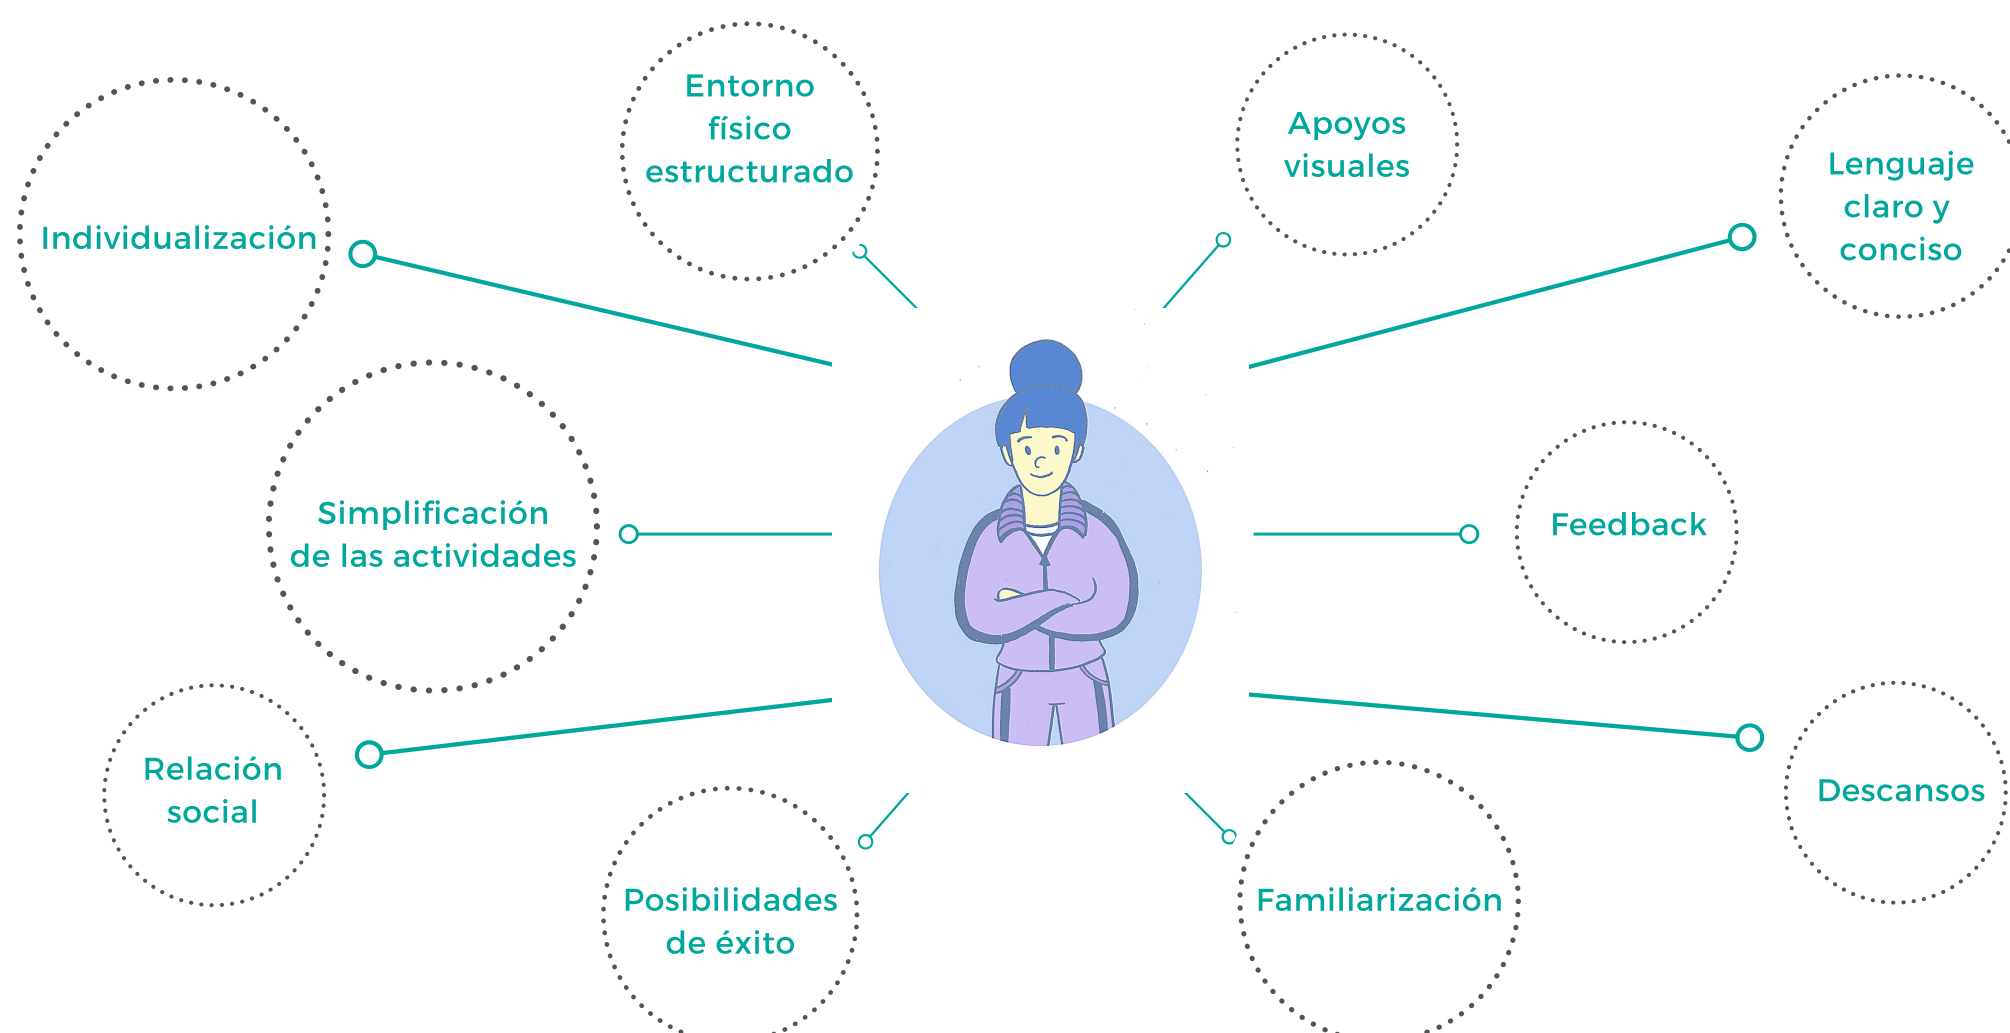 Individualización
Entorno
físico
estructurado
Apoyos
visuales
Lenguaje
claro y
conciso
Simplificación
de las actividades
Feedback
Relación
social
Posibilidades
de éxito
Familiarización
Descansos